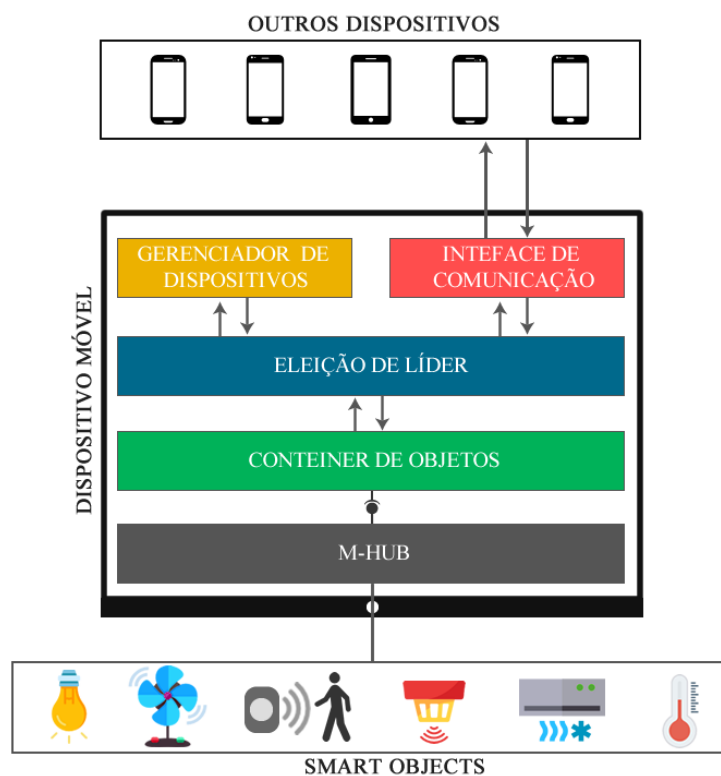 OUTROS DISPOSITIVOS
DISPOSITIVO MÓVEL
GERENCIADOR DE
DISPOSITIVOS
INTEFACE DE
COMUNICAÇÃO
ELEIÇÃO DE LÍDER
CONTEINER DE OBJETOS
M-HUB
SMART OBJECTS